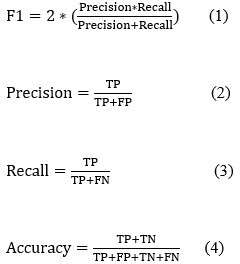 F1 = 2 * (Precision*Recall / Precision+Recall) (1)
Precision = TP / TP+FP (2)
Recall = TP / TP+FN (3)
Accuracy = TP+TN / TP+FP+TN+FN (4)